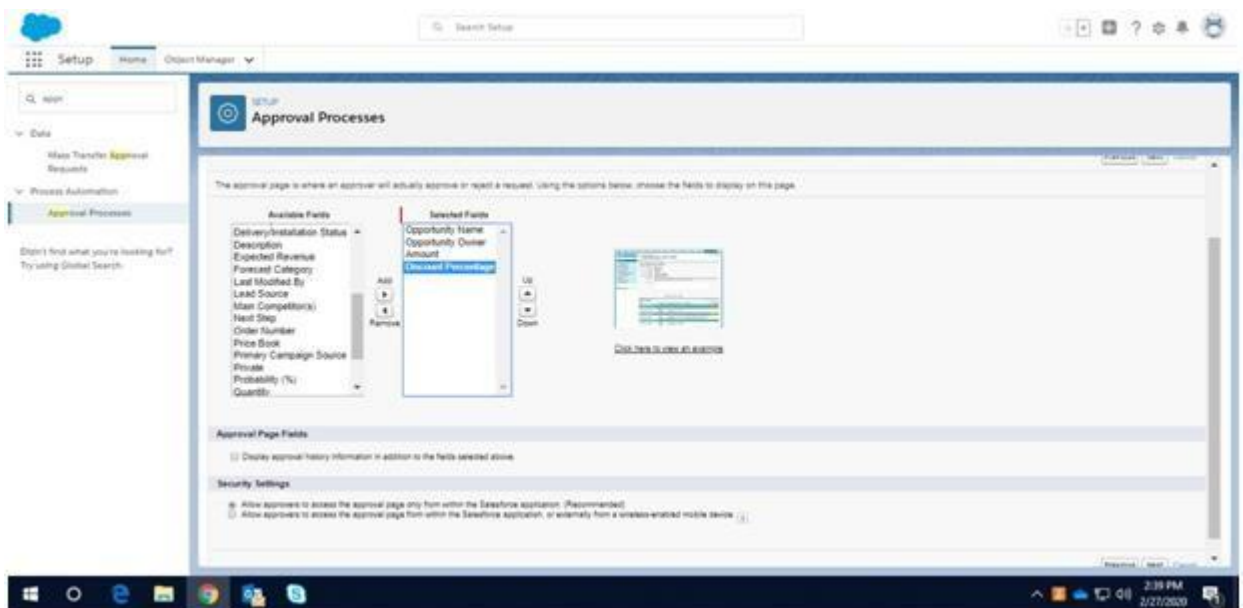 Search Setup
Setup
Home
Object Manager
appr
Data
Mass Transfer Approval
Requests
Process Automation
Approval Processes
Didn't find what you're looking for?
Try using Global Search.
SETUP
Approval Processes
Previous Next Cancel
The approval page is where an approver will actually approve or reject a request. Using the options below, choose the fields to display on this page.
Available Fields
Delivery/Installation Status
Description
Expected Revenue
Forecast Category
Last Modified By
Lead Source
Main Competitor(s)
Next Step
Order Number
Price Book
Primary Campaign Source
Private
Probability (%)
Quantity
Add
Remove
Selected Fields
Opportunity Name
Opportunity Owner
Amount
Discount Percentage
Up
Down
Click here to view an example
Approval Page Fields
Display approval history information in addition to the fields selected above.
Security Settings
Allow approvers to access the approval page only from within the Salesforce application. (Recommended)
Allow approvers to access the approval page from within the Salesforce application, or externally from a wireless-enabled mobile device
Previous Next Cancel
2:39 PM
2/27/2020